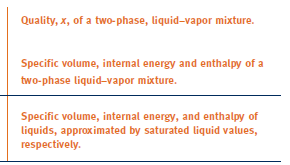 Quality, x, of a two-phase, liquid–vapor mixture.
Specific volume, internal energy and enthalpy of a
two-phase liquid–vapor mixture.
Specific volume, internal energy, and enthalpy of
liquids, approximated by saturated liquid values,
respectively.